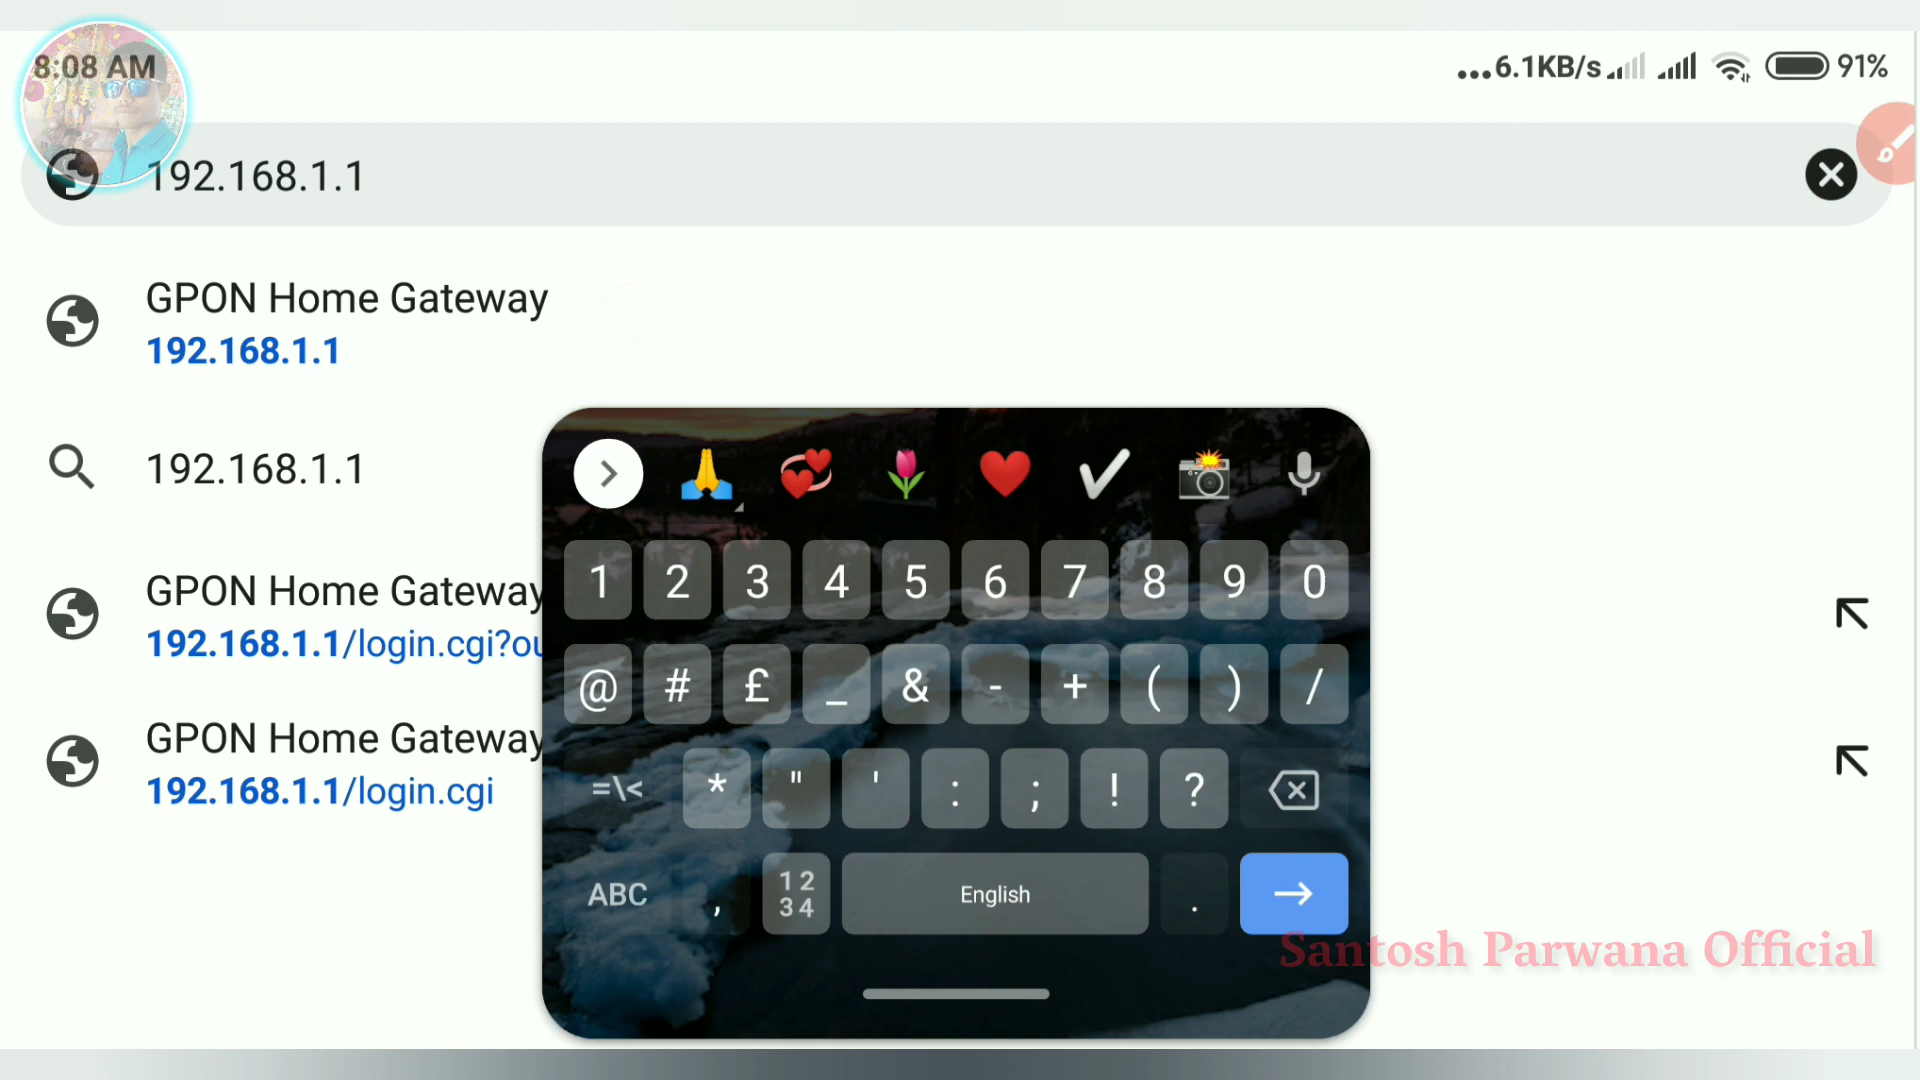 8:08 AM
...6.1KB/s 91%
192.168.1.1
GPON Home Gateway
192.168.1.1
192.168.1.1
GPON Home Gateway
192.168.1.1/login.cgi?ou
GPON Home Gateway
192.168.1.1/login.cgi
1 2 3 4 5 6 7 8 9 0
@ # £ _ & - + ( ) /
=\< * " ' : ; ! ?
ABC , 12 34 English .
Santosh Parwana Official